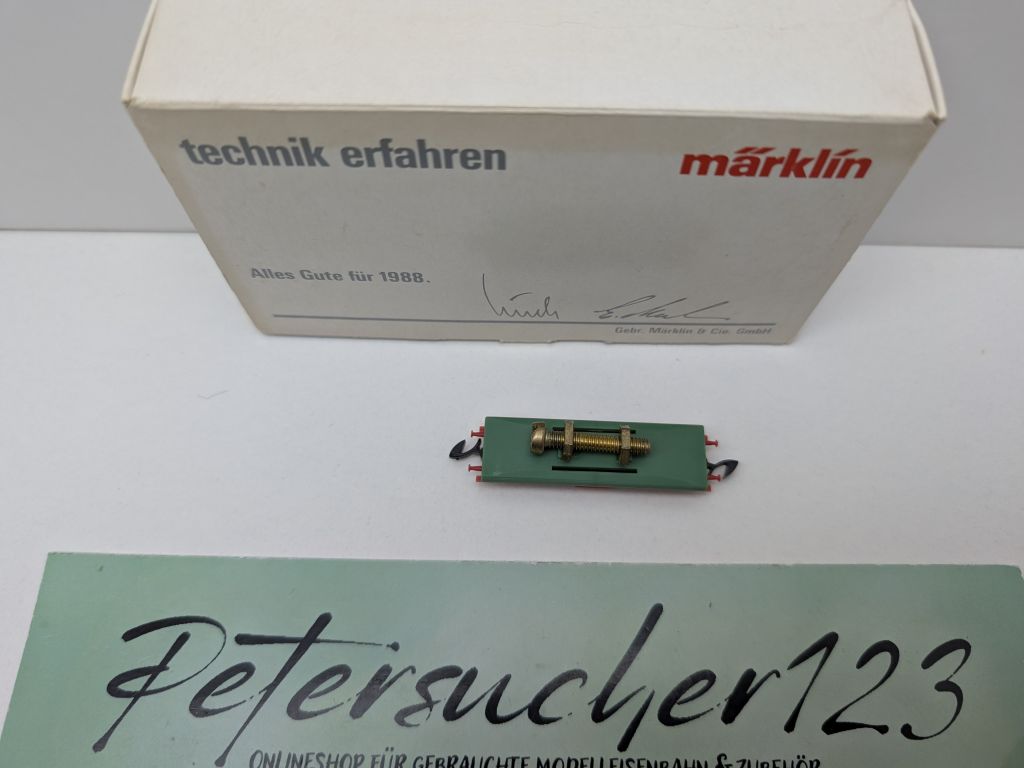 technik erfahren
märklin
Alles Gute für 1988.
Gebr. Märklin & Cie. GmbH
Petersucher123
ONLINESHOP FÜR GEBRAUCHTE MODELLEISENBAHN & ZUBEHÖR